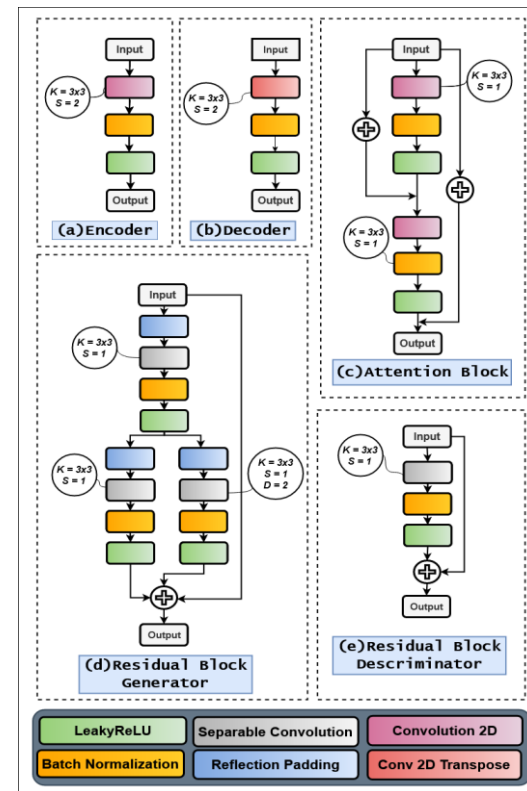 Input
K = 3x3
S = 2
Output
(a)Encoder
Input
K = 3x3
S = 2
Output
(b)Decoder
Input
K = 3x3
S = 1
K = 3x3
S = 1
Output
(c)Attention Block
Input
K = 3x3
S = 1
K = 3x3
S = 1
K = 3x3
S = 1
D = 2
Output
(d)Residual Block
Generator
Input
K = 3x3
S = 1
Output
(e)Residual Block
Descriminator
LeakyReLU
Separable Convolution
Convolution 2D
Batch Normalization
Reflection Padding
Conv 2D Transpose